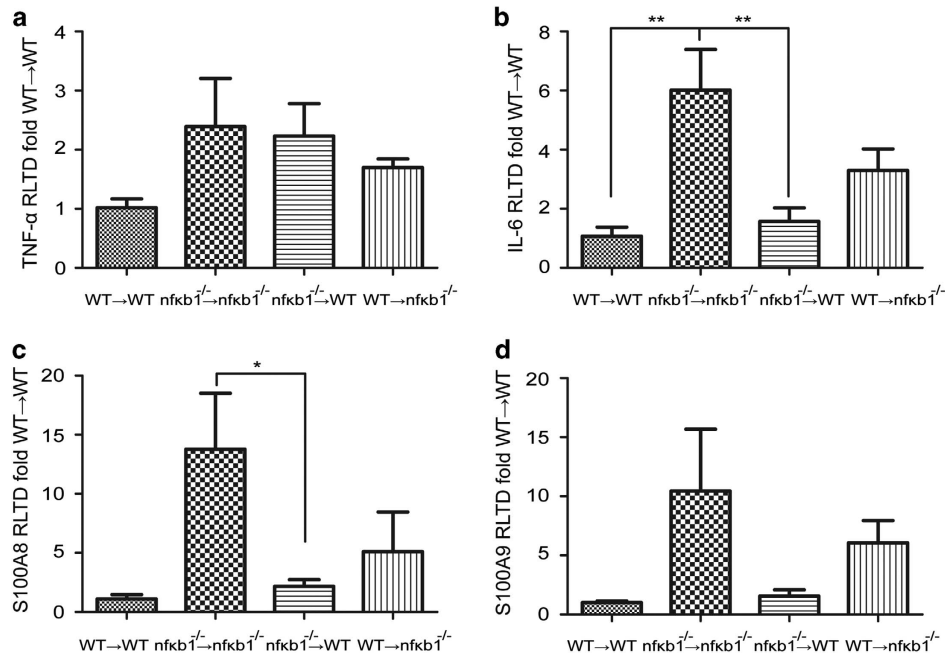 a
TNF-α RLTD fold WT→WT
4
3
2
1
0
WT→WT nfκb1-/-→nfκb1-/- nfκb1-/-→WT WT→nfκb1-/-
b
** **
IL-6 RLTD fold WT→WT
8
6
4
2
0
WT→WT nfκb1-/-→nfκb1-/- nfκb1-/-→WT WT→nfκb1-/-
c
*
S100A8 RLTD fold WT→WT
20
15
10
5
0
WT→WT nfκb1-/-→nfκb1-/- nfκb1-/-→WT WT→nfκb1-/-
d
S100A9 RLTD fold WT→WT
20
15
10
5
0
WT→WT nfκb1-/-→nfκb1-/- nfκb1-/-→WT WT→nfκb1-/-